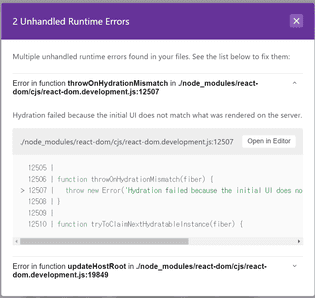 2 Unhandled Runtime Errors
Multiple unhandled runtime errors found in your files. See the list below to fix them:
Error in function throwOnHydrationMismatch in ./node_modules/react-
dom/cjs/react-dom.development.js:12507
Hydration failed because the initial UI does not match what was rendered on the server.
./node_modules/react-dom/cjs/react-dom.development.js:12507
Open in Editor
12505 |
12506 | function throwOnHydrationMismatch(fiber) {
> 12507 |   throw new Error('Hydration failed because the initial UI does no
12508 | }
12509 |
12510 | function tryToClaimNextHydratableInstance(fiber) {
Error in function updateHostRoot in ./node_modules/react-dom/cjs/react-
dom.development.js:19849